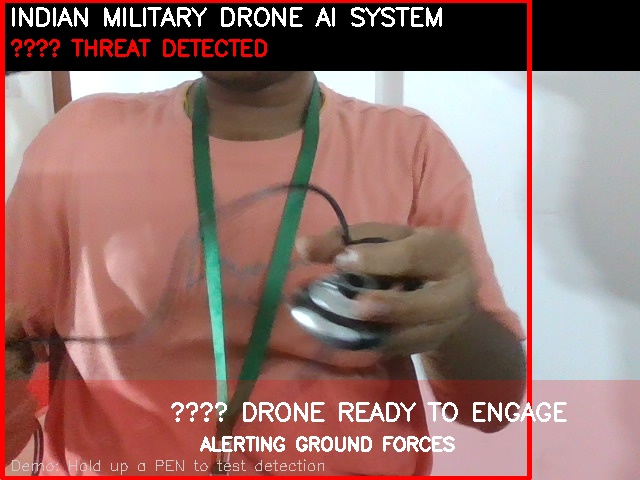 INDIAN MILITARY DRONE AI SYSTEM
???? THREAT DETECTED
???? DRONE READY TO ENGAGE
ALERTING GROUND FORCES
Demo: Hold up a PEN to test detection